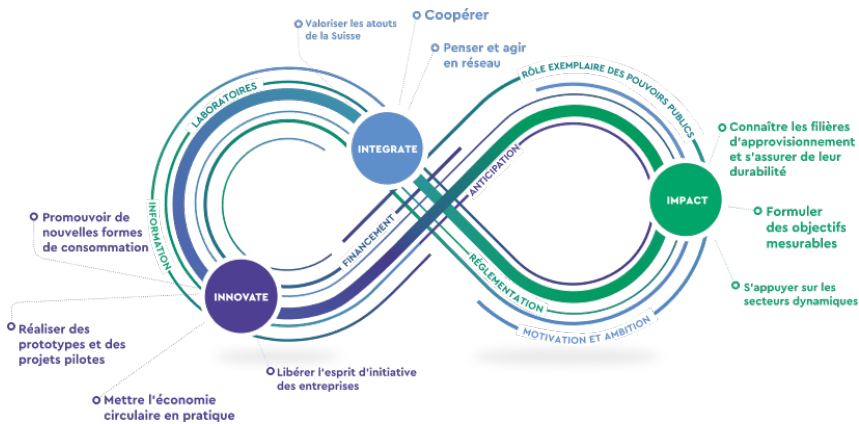 Valoriser les atouts
de la Suisse
Coopérer
Penser et agir
en réseau
LABORATOIRES
INTEGRATE
RÔLE EXEMPLAIRE DES POUVOIRS PUBLICS
Connaître les filières
d'approvisionnement
et s'assurer de leur
durabilité
ANTICIPATION
IMPACT
INFORMATION
Promouvoir de
nouvelles formes
de consommation
FINANCEMENT
Formuler
des objectifs
mesurables
INNOVATE
RÉGLEMENTATION
S'appuyer sur les
secteurs dynamiques
MOTIVATION ET AMBITION
Réaliser des
prototypes et des
projets pilotes
Libérer l'esprit d'initiative
des entreprises
Mettre l'économie
circulaire en pratique